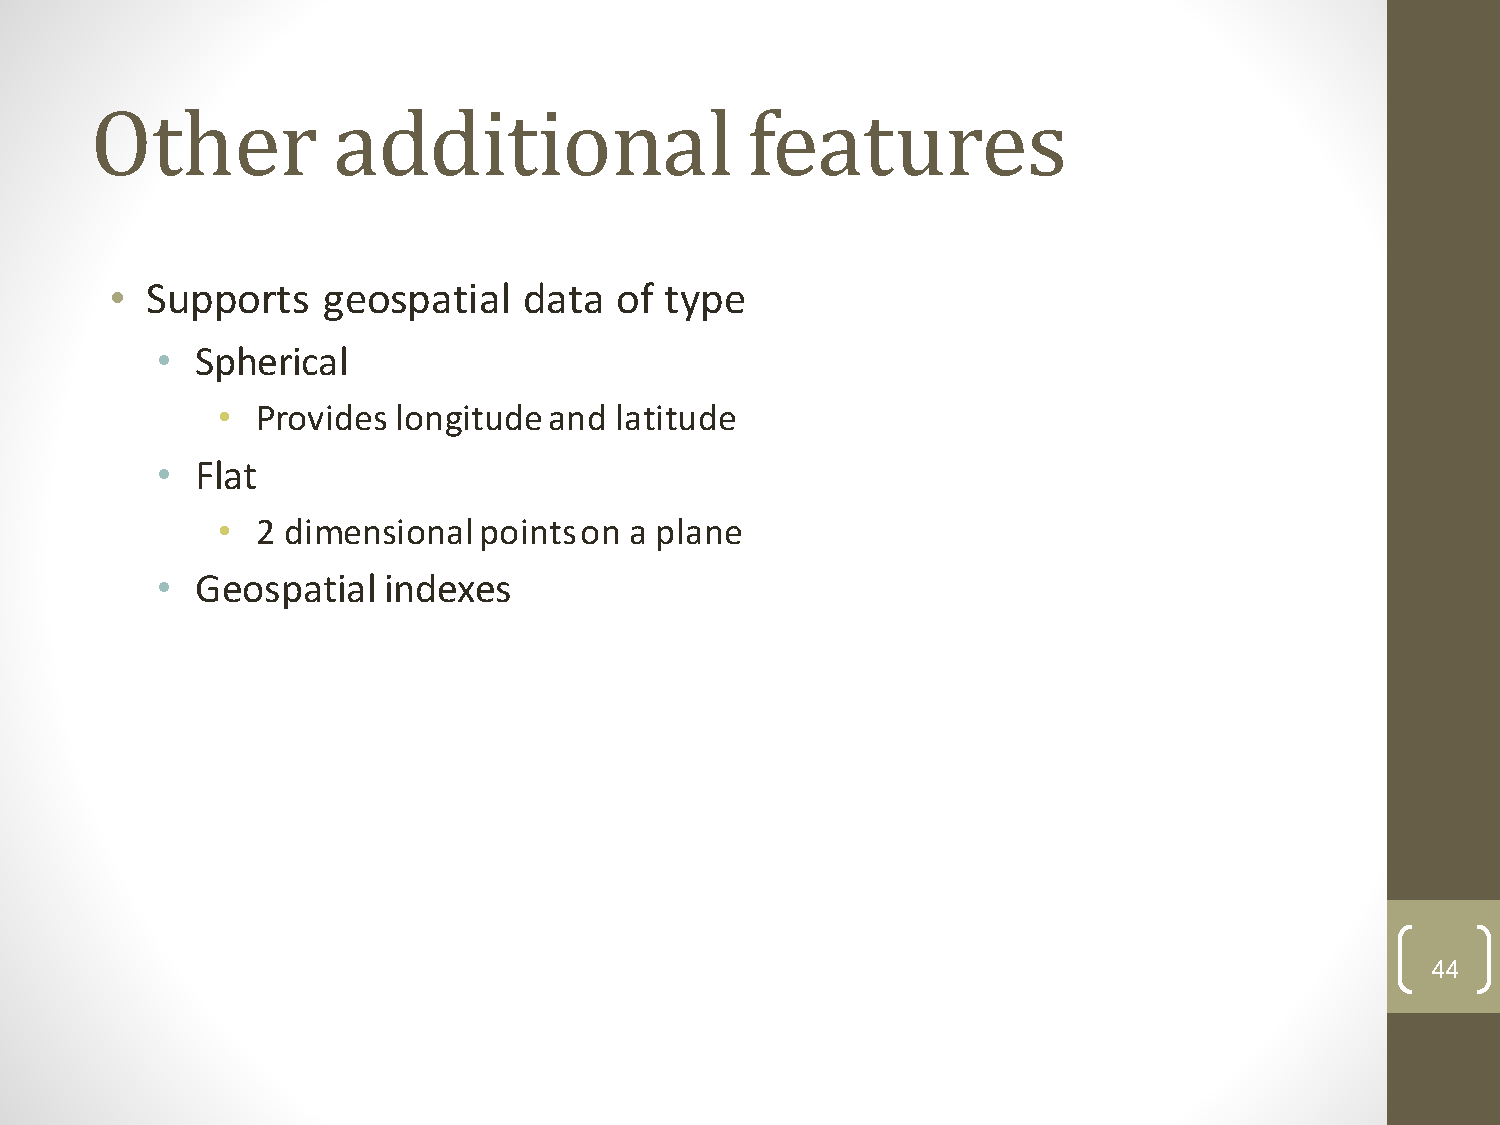 Other additional features
• Supports geospatial data of type
• Spherical
• Provides longitude and latitude
• Flat
• 2 dimensional points on a plane
• Geospatial indexes
44